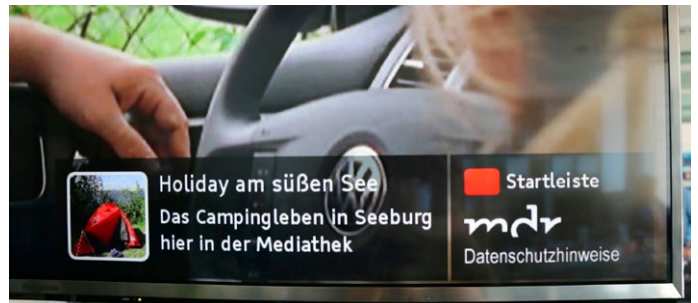 Holiday am süßen See
Das Campingleben in Seeburg
hier in der Mediathek
Startleiste
mdr
Datenschutzhinweise